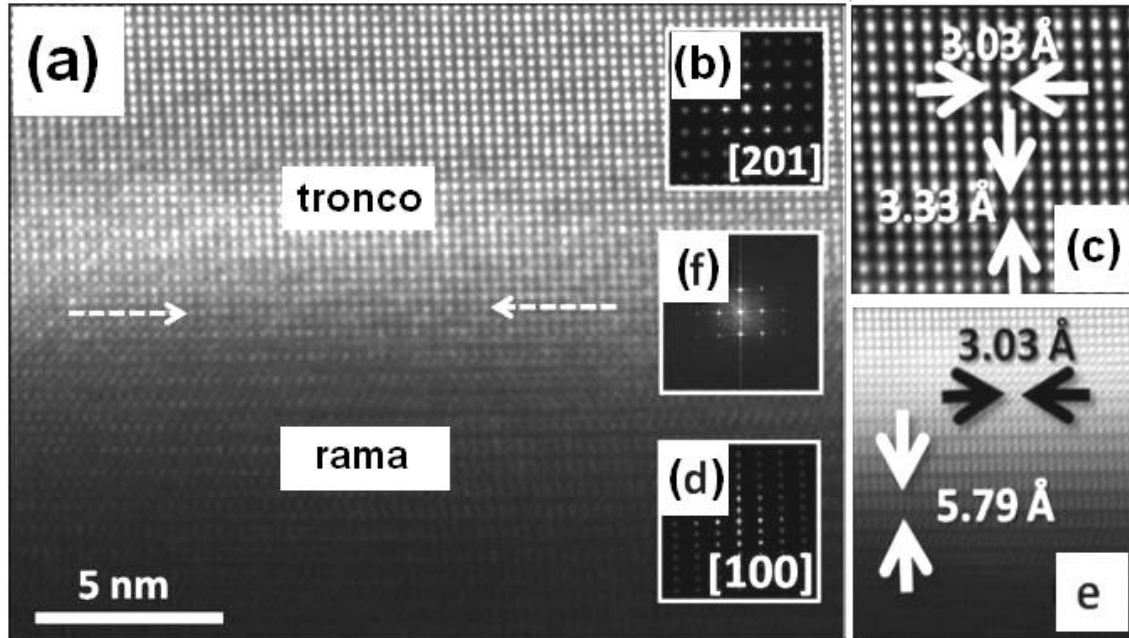 (a)
tronco
rama
5 nm
(b)
[201]
(f)
(d)
[100]
3.03 Å
3.33 Å
(c)
3.03 Å
5.79 Å
e